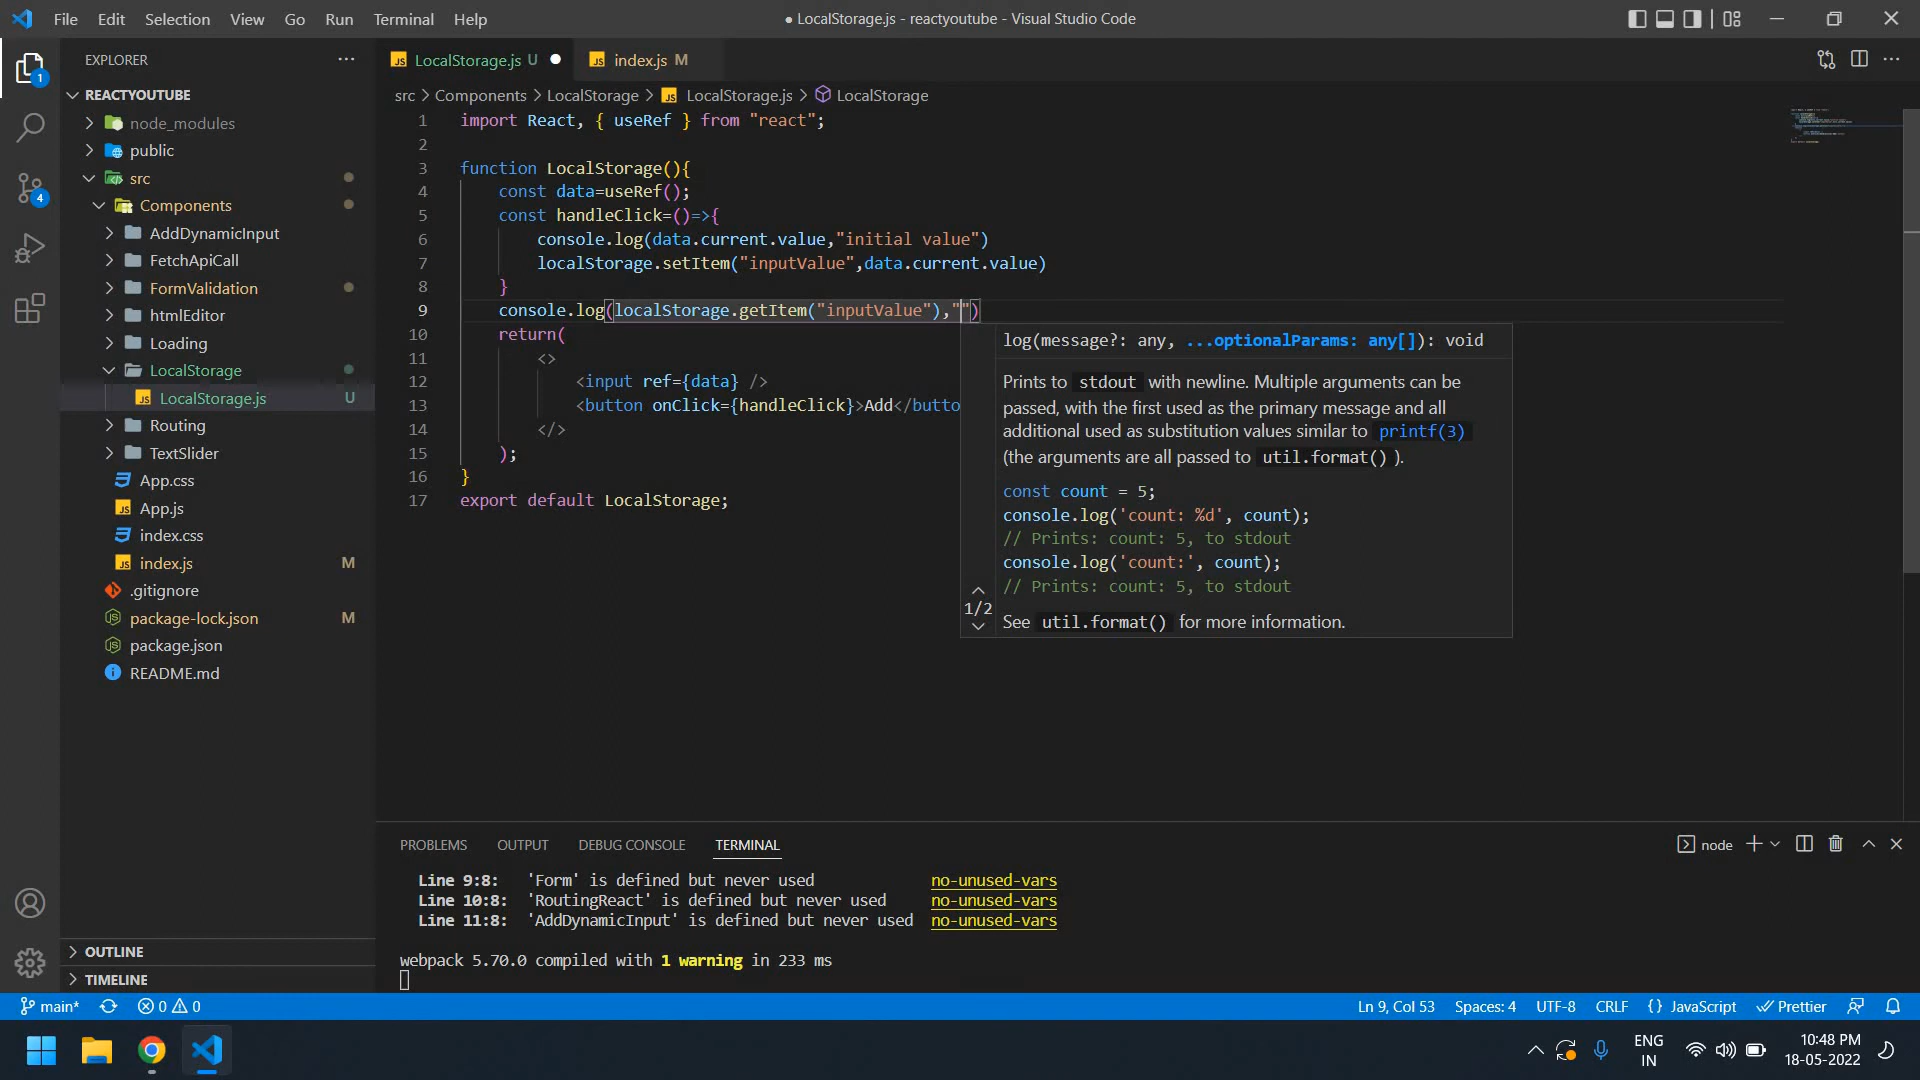 File Edit Selection View Go Run Terminal Help
● LocalStorage.js - reactyoutube - Visual Studio Code
EXPLORER
REACTYOUTUBE
node_modules
public
src
Components
AddDynamicInput
FetchApiCall
FormValidation
htmlEditor
Loading
LocalStorage
LocalStorage.js U
Routing
TextSlider
App.css
App.js
index.css
index.js M
.gitignore
package-lock.json M
package.json
README.md
OUTLINE
TIMELINE
1
4
LocalStorage.js U ●
index.js M
src > Components > LocalStorage > LocalStorage.js > LocalStorage
1 import React, { useRef } from "react";
2
3 function LocalStorage(){
4 const data=useRef();
5 const handleClick=()=>{
6 console.log(data.current.value,"initial value")
7 localStorage.setItem("inputValue",data.current.value)
8 }
9 console.log(localStorage.getItem("inputValue"),"")
10 return(
11 <>
12 <input ref={data} />
13 <button onClick={handleClick}>Add</butto
14 </>
15 );
16 }
17 export default LocalStorage;
log(message?: any, ...optionalParams: any[]): void
Prints to stdout with newline. Multiple arguments can be
passed, with the first used as the primary message and all
additional used as substitution values similar to printf(3)
(the arguments are all passed to util.format() ).
const count = 5;
console.log('count: %d', count);
// Prints: count: 5, to stdout
console.log('count:', count);
// Prints: count: 5, to stdout
1/2
See util.format() for more information.
PROBLEMS OUTPUT DEBUG CONSOLE TERMINAL
node
Line 9:8: 'Form' is defined but never used no-unused-vars
Line 10:8: 'RoutingReact' is defined but never used no-unused-vars
Line 11:8: 'AddDynamicInput' is defined but never used no-unused-vars
webpack 5.70.0 compiled with 1 warning in 233 ms
main* 0 0
Ln 9, Col 53 Spaces: 4 UTF-8 CRLF {} JavaScript Prettier
ENG
IN
10:48 PM
18-05-2022